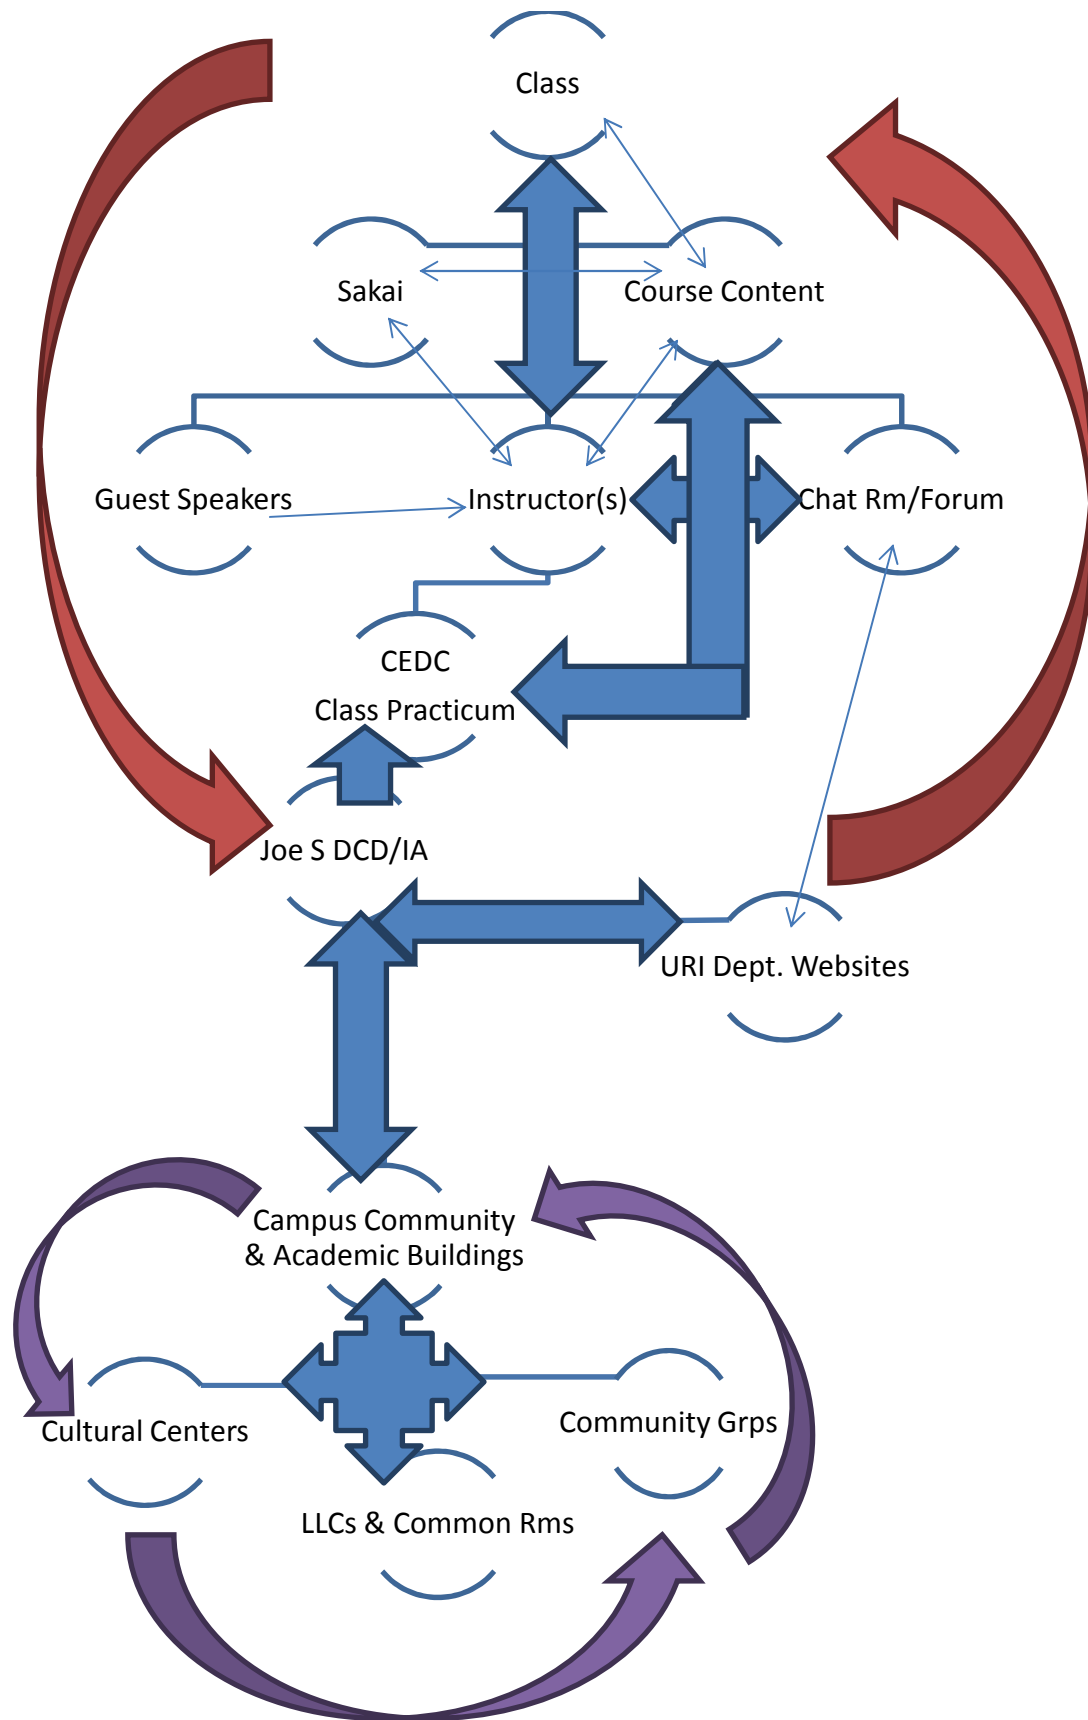 Class
Sakai
Course Content
Guest Speakers
Instructor(s)
Chat Rm/Forum
CEDC
Class Practicum
Joe S DCD/IA
URI Dept. Websites
Campus Community
& Academic Buildings
Cultural Centers
Community Grps
LLCs & Common Rms